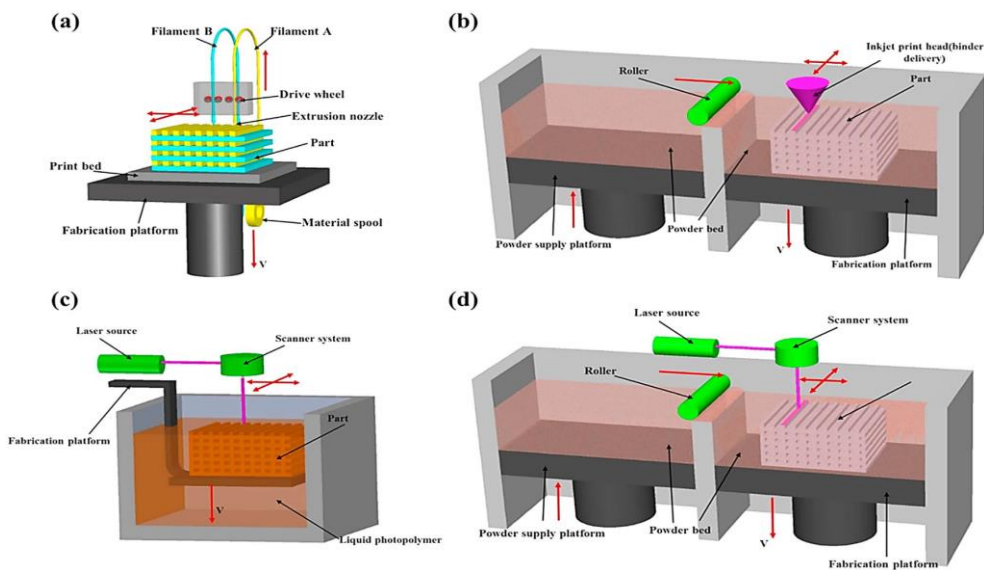 (a)
Filament B
Filament A
Drive wheel
Extrusion nozzle
Part
Print bed
Fabrication platform
Material spool
V
(b)
Inkjet print head(binder
delivery)
Roller
Part
Powder bed
Powder supply platform
V
Fabrication platform
(c)
Laser source
Scanner system
Part
Fabrication platform
V
Liquid photopolymer
(d)
Laser source
Scanner system
Roller
Powder bed
Powder supply platform
V
Fabrication platform